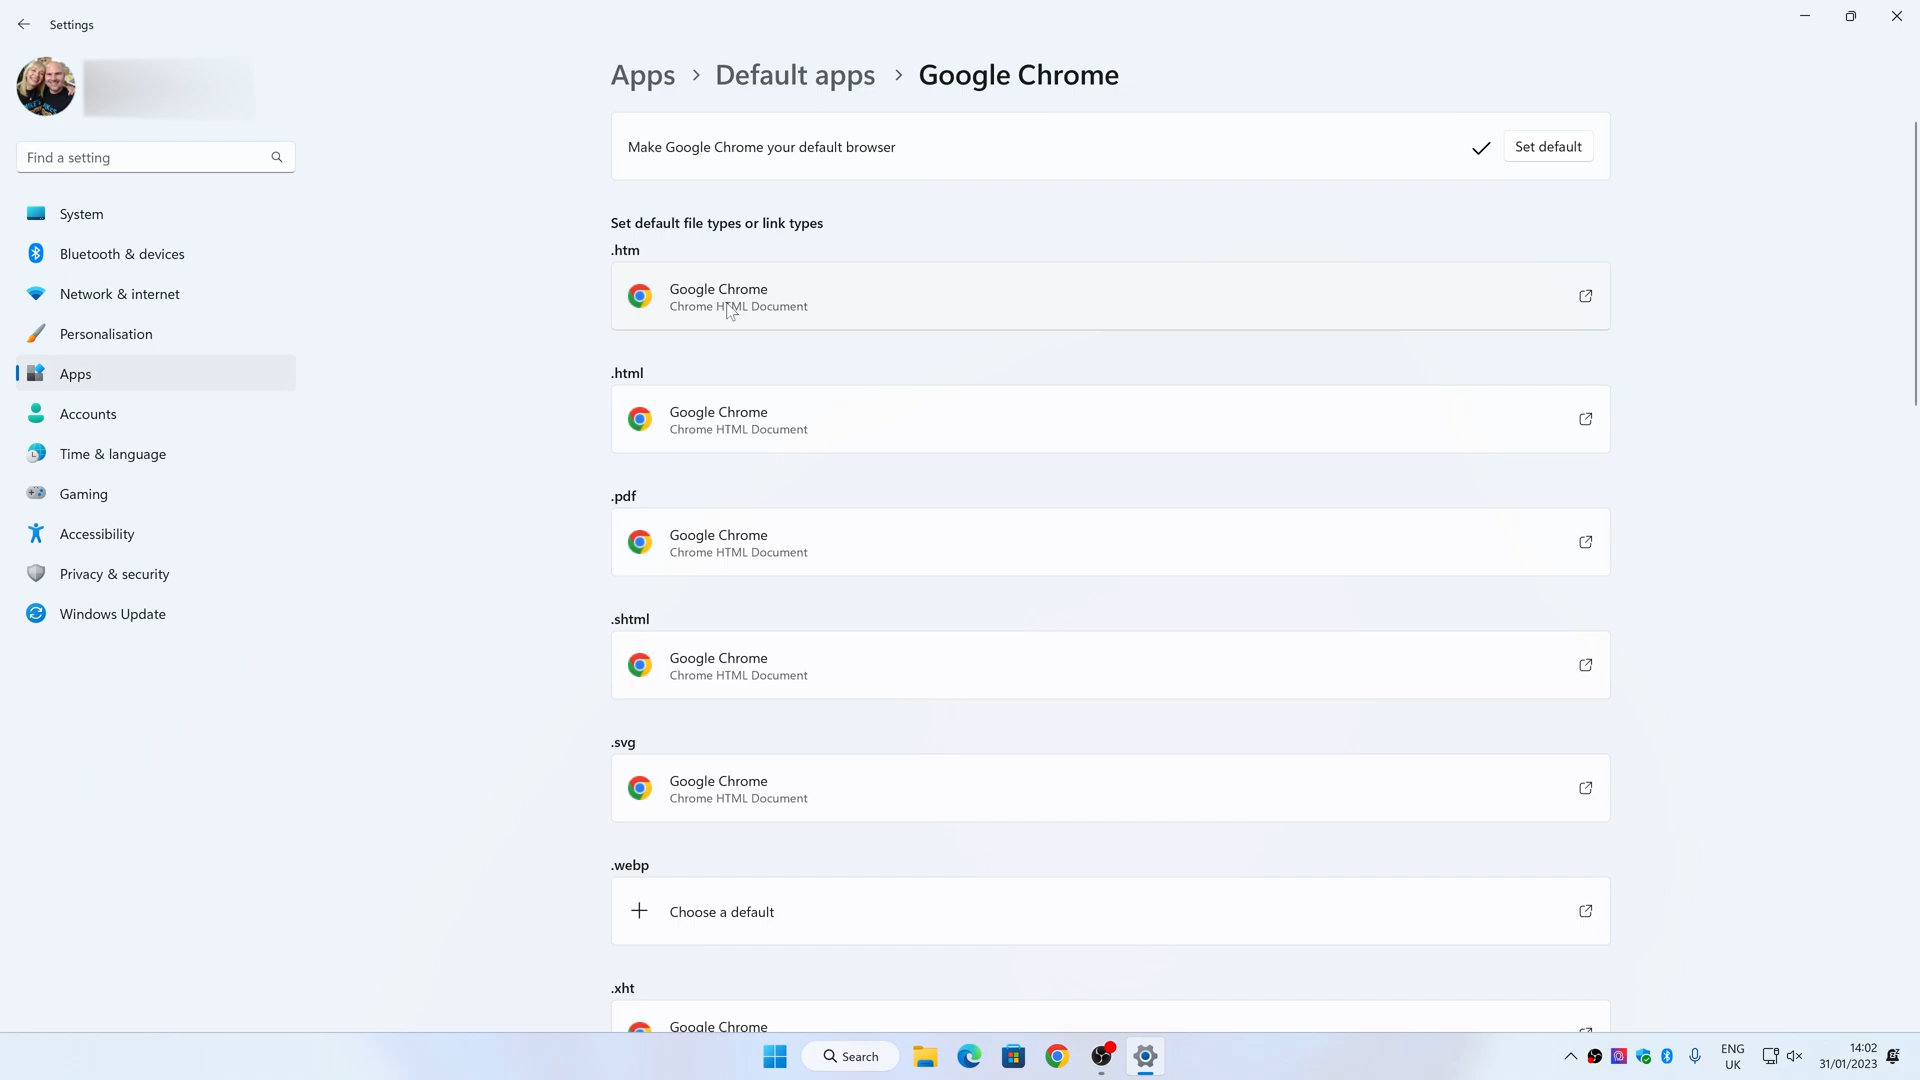 Settings
Find a setting
System
Bluetooth & devices
Network & internet
Personalisation
Apps
Accounts
Time & language
Gaming
Accessibility
Privacy & security
Windows Update
Apps > Default apps > Google Chrome
Make Google Chrome your default browser
Set default
Set default file types or link types
.htm
Google Chrome
Chrome HTML Document
.html
Google Chrome
Chrome HTML Document
.pdf
Google Chrome
Chrome HTML Document
.shtml
Google Chrome
Chrome HTML Document
.svg
Google Chrome
Chrome HTML Document
.webp
Choose a default
.xht
Google Chrome
Search
ENG
UK
14:02
31/01/2023